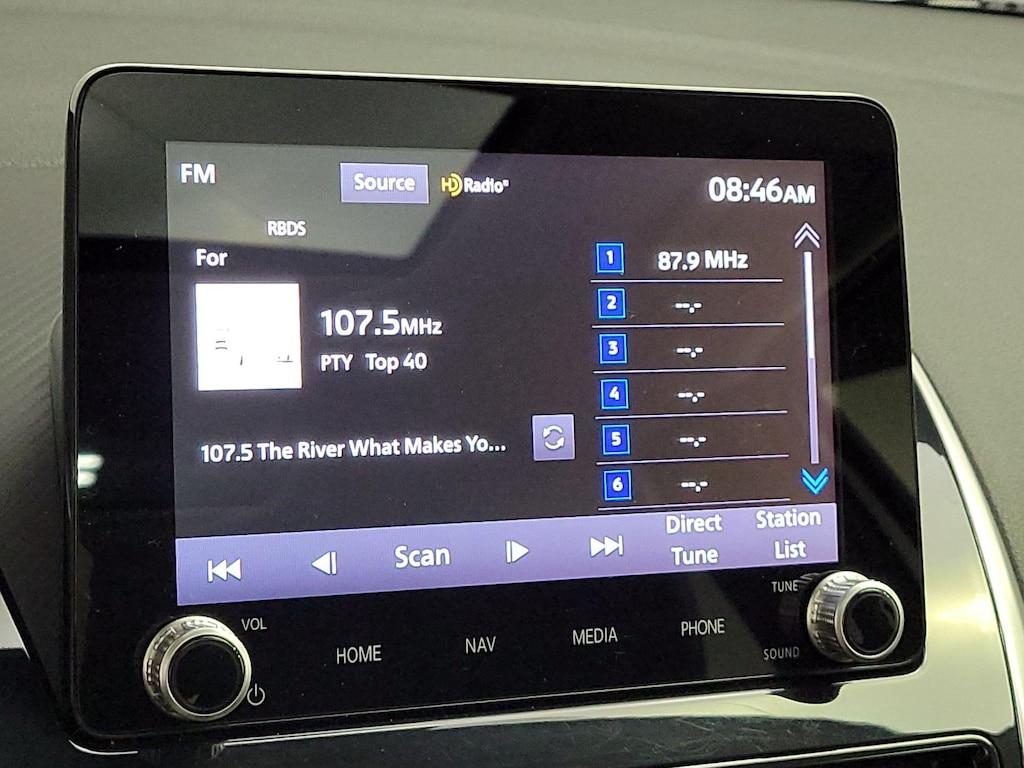 FM
Source
HD Radio®
08:46AM
RBDS
For
107.5MHz
PTY Top 40
107.5 The River What Makes Yo...
1 87.9 MHz
2 --.-
3 --.-
4 --.-
5 --.-
6 --.-
Scan
Direct
Tune
Station
List
VOL
HOME
NAV
MEDIA
PHONE
TUNE
SOUND